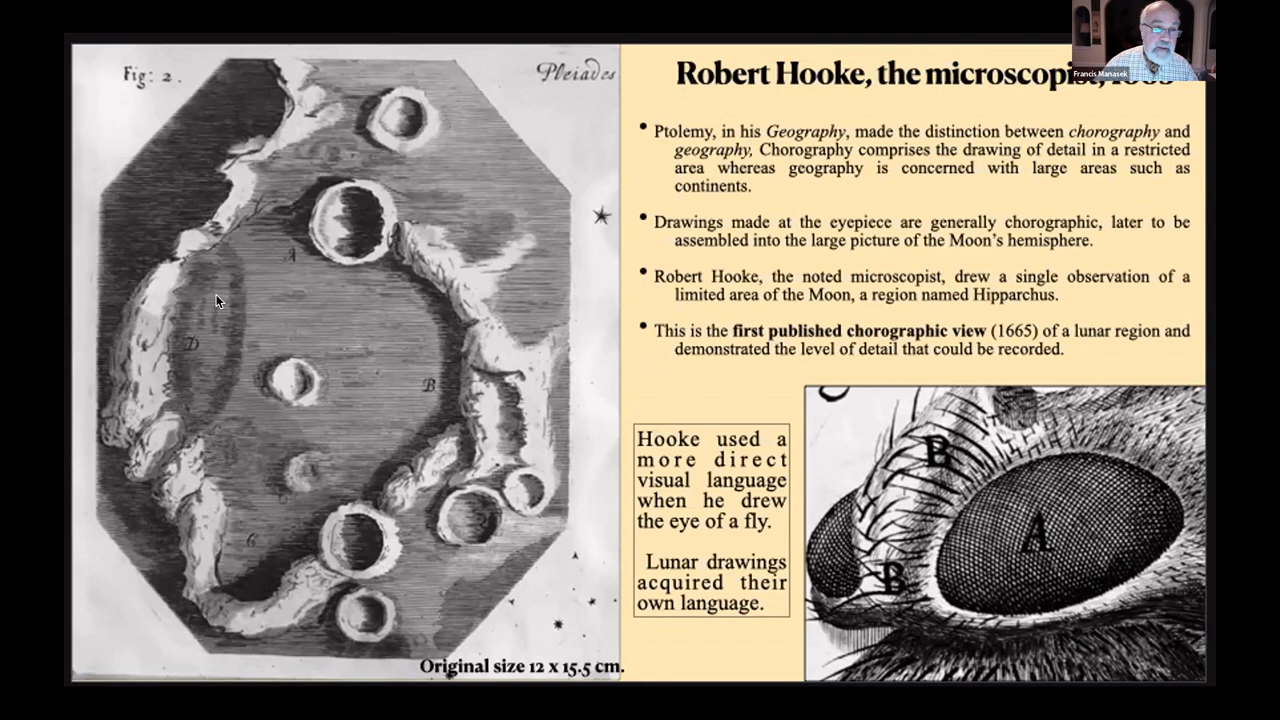 Fig: 2.
Pleiades
A
D
B
G
Original size 12 x 15.5 cm.
Francis Manasek
Robert Hooke, the microscopist,
• Ptolemy, in his Geography, made the distinction between chorography and
geography, Chorography comprises the drawing of detail in a restricted
area whereas geography is concerned with large areas such as
continents.
• Drawings made at the eyepiece are generally chorographic, later to be
assembled into the large picture of the Moon's hemisphere.
• Robert Hooke, the noted microscopist, drew a single observation of a
limited area of the Moon, a region named Hipparchus.
• This is the first published chorographic view (1665) of a lunar region and
demonstrated the level of detail that could be recorded.
Hooke used a
more direct
visual language
when he drew
the eye of a fly.
Lunar drawings
acquired their
own language.
B
A
B